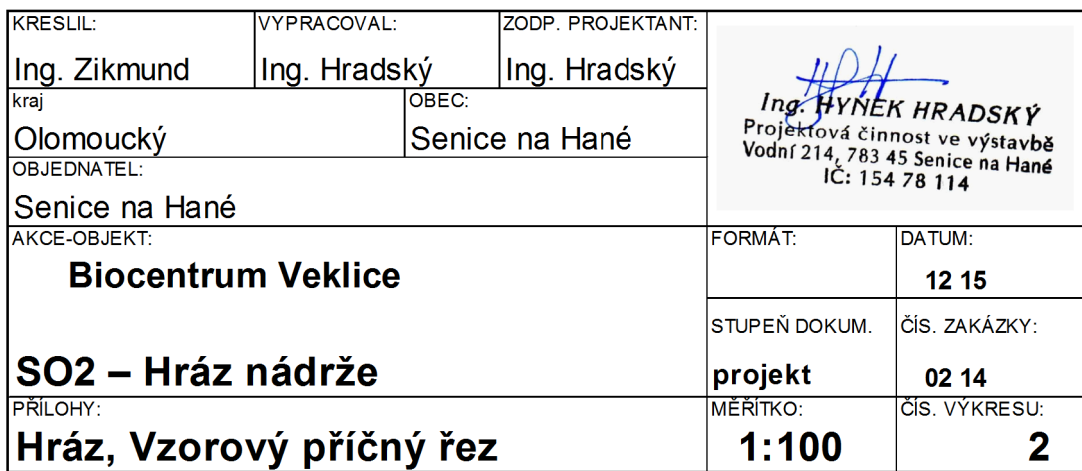 KRESLIL: VYPRACOVAL: ZODP. PROJEKTANT:
Ing. Zikmund Ing. Hradský Ing. Hradský
kraj OBEC:
Olomoucký Senice na Hané
OBJEDNATEL:
Senice na Hané
Ing. HYNEK HRADSKÝ
Projektová činnost ve výstavbě
Vodní 214, 783 45 Senice na Hané
IČ: 154 78 114
AKCE-OBJEKT: FORMÁT: DATUM:
Biocentrum Veklice 12 15
STUPEŇ DOKUM. ČÍS. ZAKÁZKY:
SO2 – Hráz nádrže projekt 02 14
PŘÍLOHY: MĚŘÍTKO: ČÍS. VÝKRESU:
Hráz, Vzorový příčný řez 1:100 2